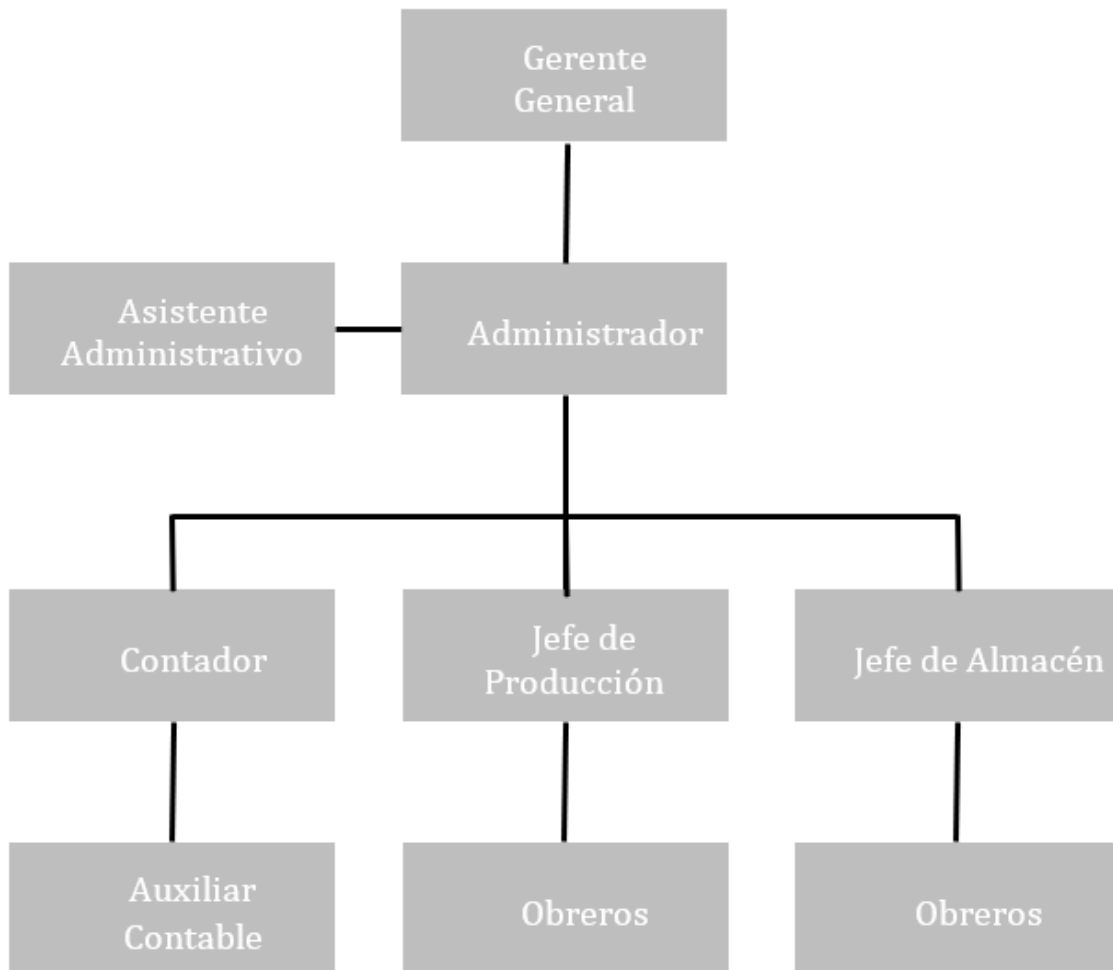 Gerente
General
Asistente
Administrativo
Administrador
Contador
Jefe de
Producción
Jefe de Almacén
Auxiliar
Contable
Obreros
Obreros